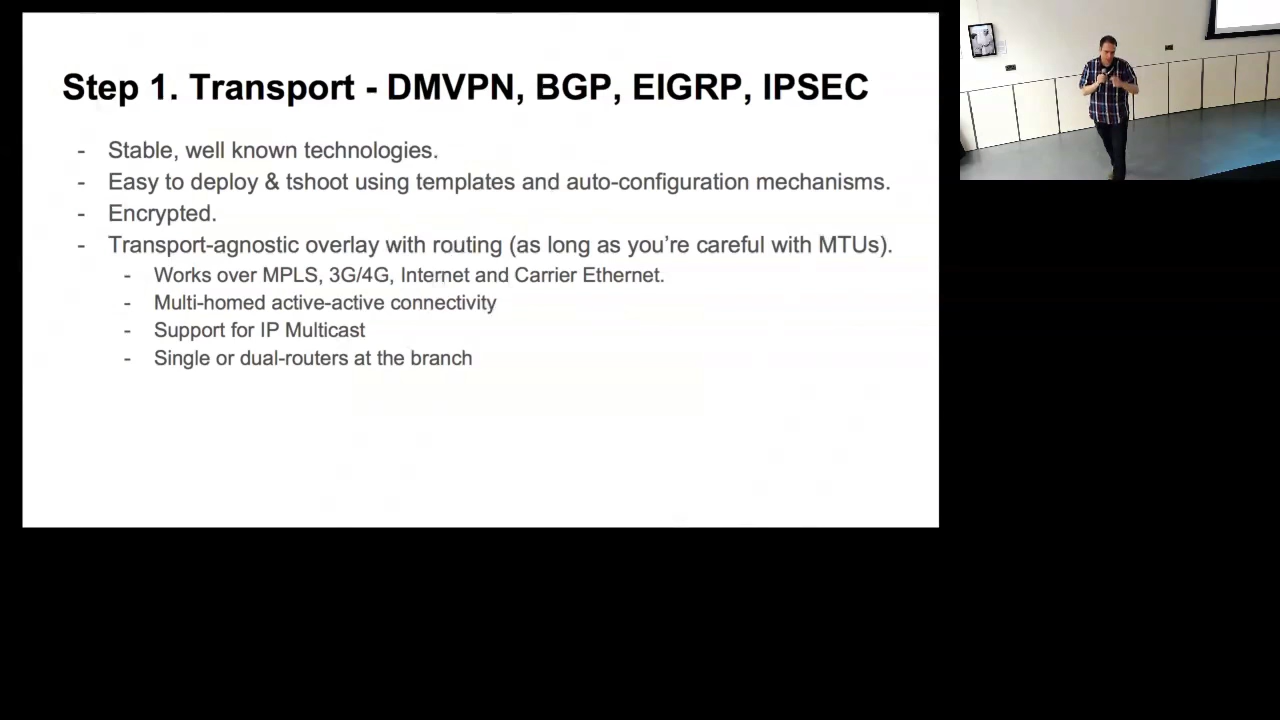 Step 1. Transport - DMVPN, BGP, EIGRP, IPSEC
- Stable, well known technologies.
- Easy to deploy & tshoot using templates and auto-configuration mechanisms.
- Encrypted.
- Transport-agnostic overlay with routing (as long as you're careful with MTUs).
- Works over MPLS, 3G/4G, Internet and Carrier Ethernet.
- Multi-homed active-active connectivity
- Support for IP Multicast
- Single or dual-routers at the branch